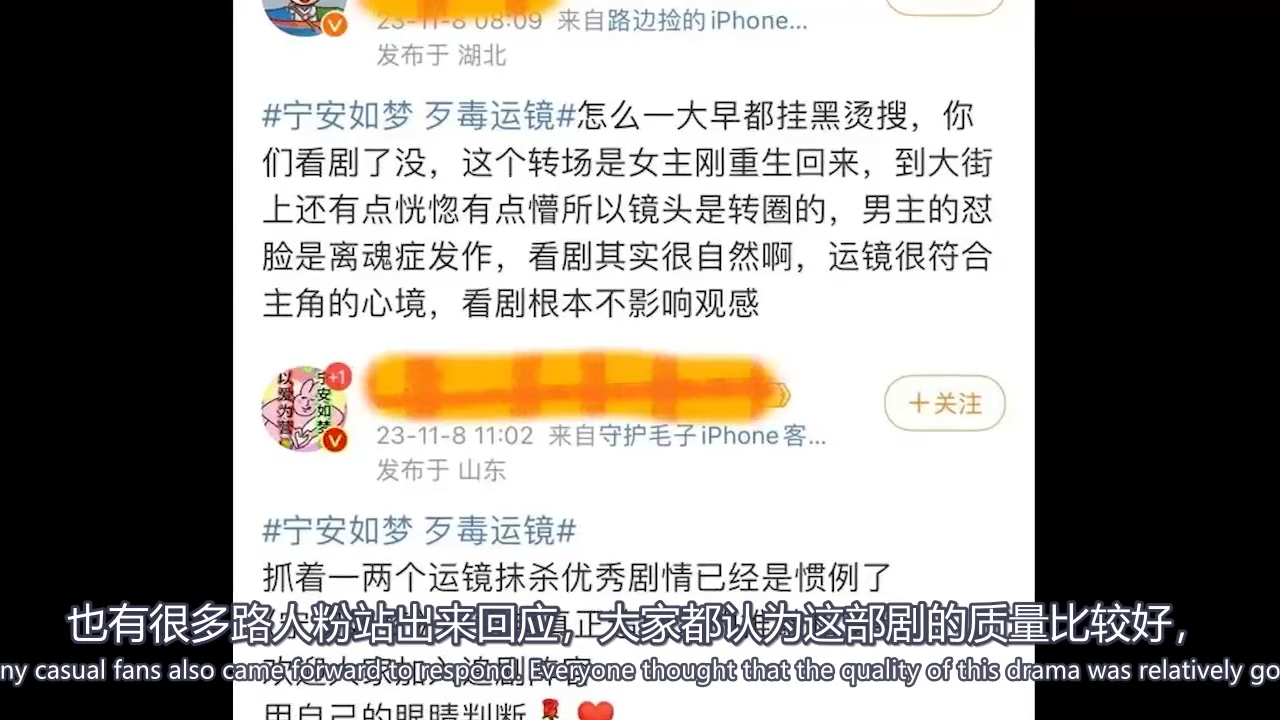 23-11-8 08:09 来自路边捡的iPhone...
发布于 湖北
#宁安如梦 歹毒运镜#怎么一大早都挂黑烫搜，你
们看剧了没，这个转场是女主刚重生回来，到大街
上还有点恍惚有点懵所以镜头是转圈的，男主的怼
脸是离魂症发作，看剧其实很自然啊，运镜很符合
主角的心境，看剧根本不影响观感
以爱为营
宁安如梦
+1
+关注
23-11-8 11:02 来自守护毛子iPhone客...
发布于 山东
#宁安如梦 歹毒运镜#
抓着一两个运镜抹杀优秀剧情已经是惯例了
也有很多路人粉站出来回应，大家都认为这部剧的质量比较好，
ny casual fans also came forward to respond. Everyone thought that the quality of this drama was relatively go
用自己的眼睛判断